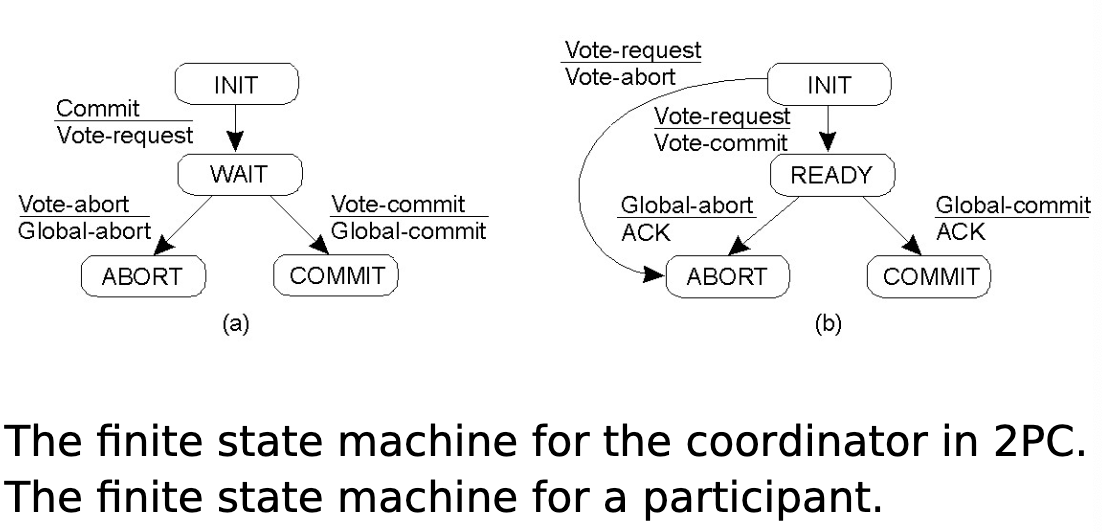 INIT
Commit
Vote-request
WAIT
Vote-abort
Global-abort
Vote-commit
Global-commit
ABORT
COMMIT
(a)
Vote-request
Vote-abort
INIT
Vote-request
Vote-commit
READY
Global-abort
ACK
Global-commit
ACK
ABORT
COMMIT
(b)
The finite state machine for the coordinator in 2PC.
The finite state machine for a participant.